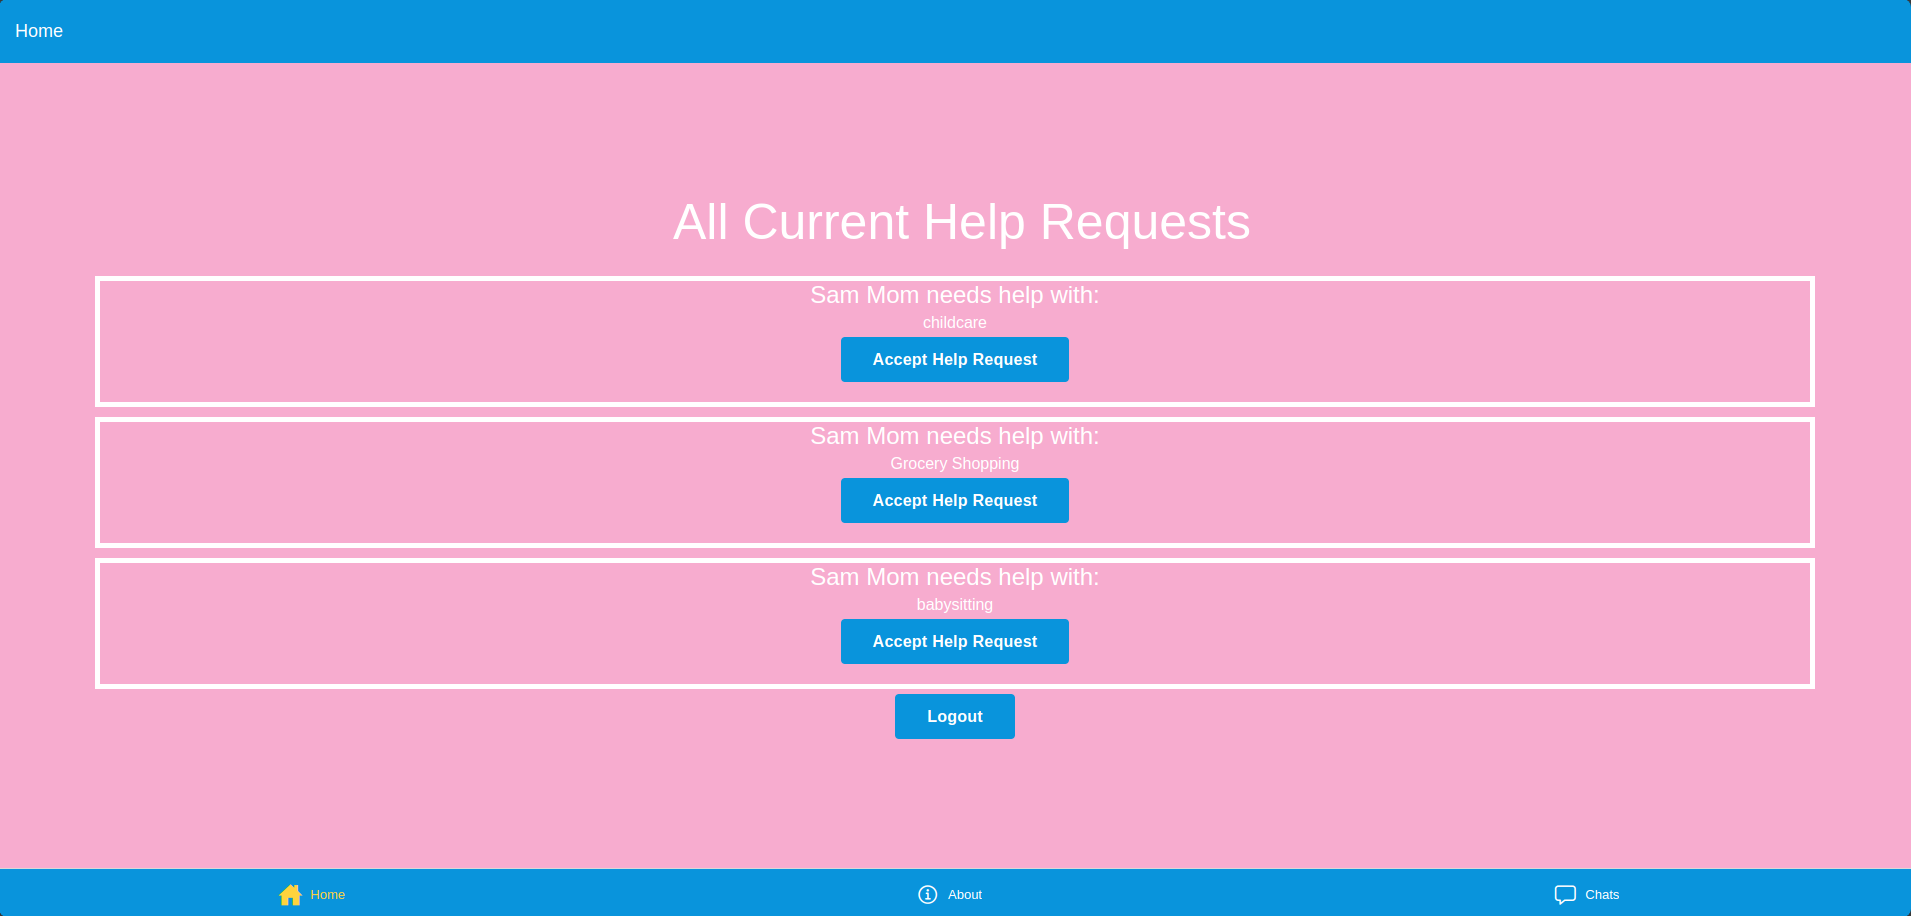 Home
All Current Help Requests
Sam Mom needs help with:
childcare
Accept Help Request
Sam Mom needs help with:
Grocery Shopping
Accept Help Request
Sam Mom needs help with:
babysitting
Accept Help Request
Logout
Home
About
Chats